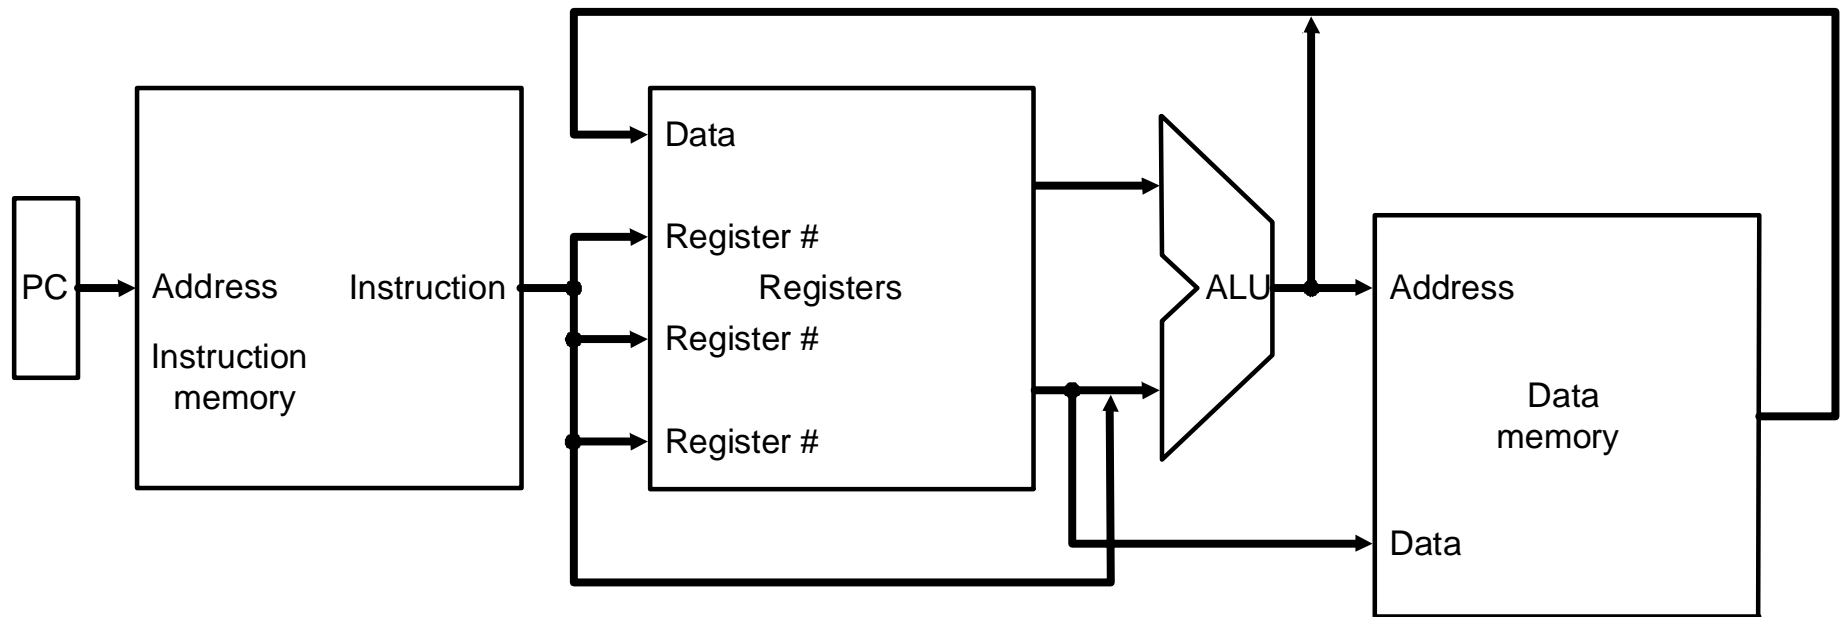 PC
Address
Instruction
Instruction
memory
Data
Register #
Registers
Register #
Register #
ALU
Address
Data
memory
Data